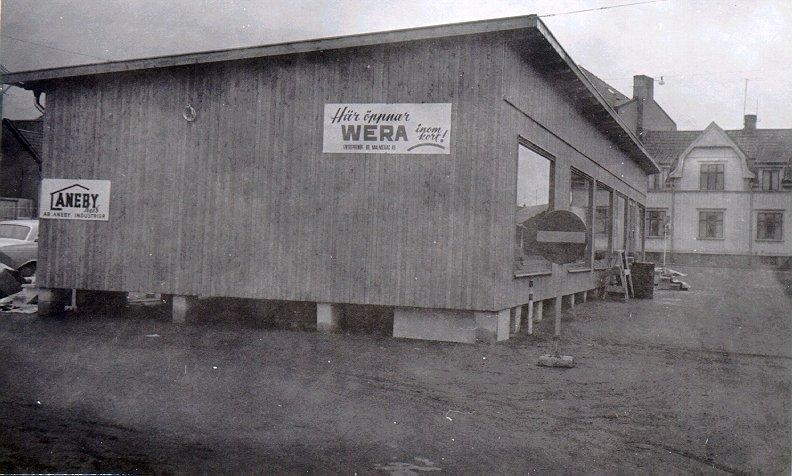 Här öppnar
WERA inom
kort!
ANEBY
AB ANEBY INDUSTRIER